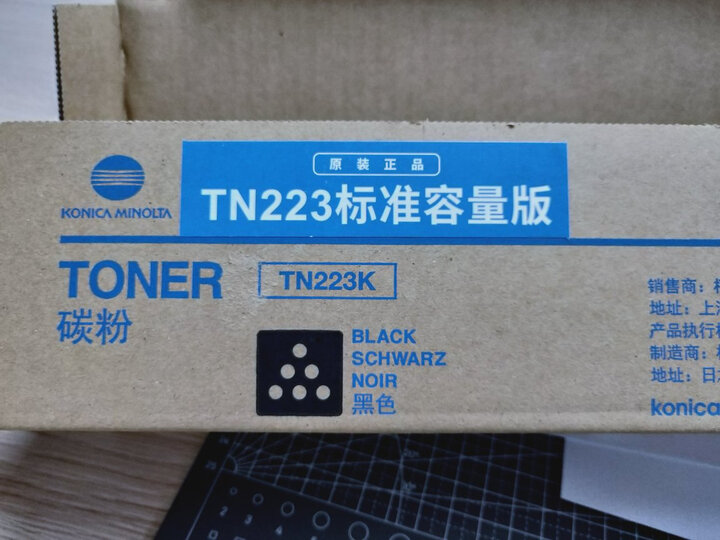 原装正品
TN223标准容量版
KONICA MINOLTA
TONER
TN223K
碳粉
BLACK
SCHWARZ
NOIR
黑色
销售商：
地址：上
产品执行
制造商：
地址：日
konica